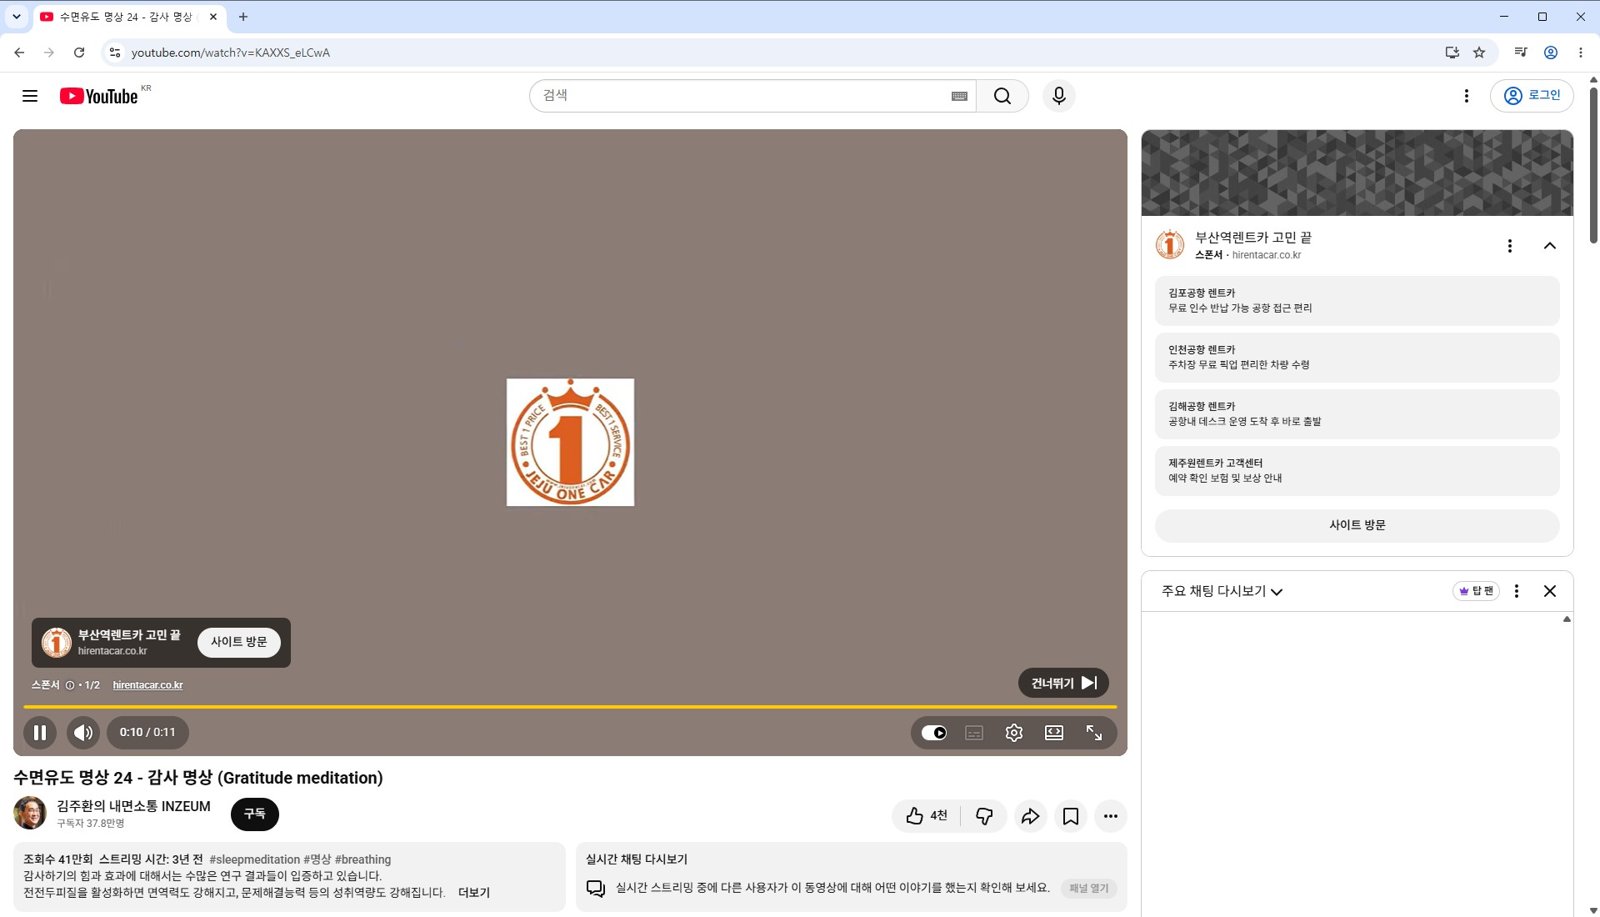 수면유도 명상 24 - 감사 명상
youtube.com/watch?v=KAXXS_eLCwA
YouTube KR
검색
로그인
BEST 1 PRICE
BEST 1 SERVICE
1
JEJU ONE CAR
부산역렌트카 고민 끝
hirentacar.co.kr
사이트 방문
스폰서 · 1/2 hirentacar.co.kr
건너뛰기
0:10 / 0:11
수면유도 명상 24 - 감사 명상 (Gratitude meditation)
김주환의 내면소통 INZEUM
구독자 37.8만명
구독
4천
조회수 41만회 스트리밍 시간: 3년 전 #sleepmeditation #명상 #breathing
감사하기의 힘과 효과에 대해서는 수많은 연구 결과들이 입증하고 있습니다.
전전두피질을 활성화하면 면역력도 강해지고, 문제해결능력 등의 성취역량도 강해집니다. 더보기
실시간 채팅 다시보기
실시간 스트리밍 중에 다른 사용자가 이 동영상에 대해 어떤 이야기를 했는지 확인해 보세요.
패널 열기
부산역렌트카 고민 끝
스폰서 · hirentacar.co.kr
김포공항 렌트카
무료 인수 반납 가능 공항 접근 편리
인천공항 렌트카
주차장 무료 픽업 편리한 차량 수령
김해공항 렌트카
공항내 데스크 운영 도착 후 바로 출발
제주원렌트카 고객센터
예약 확인 보험 및 보상 안내
사이트 방문
주요 채팅 다시보기
탑 팬